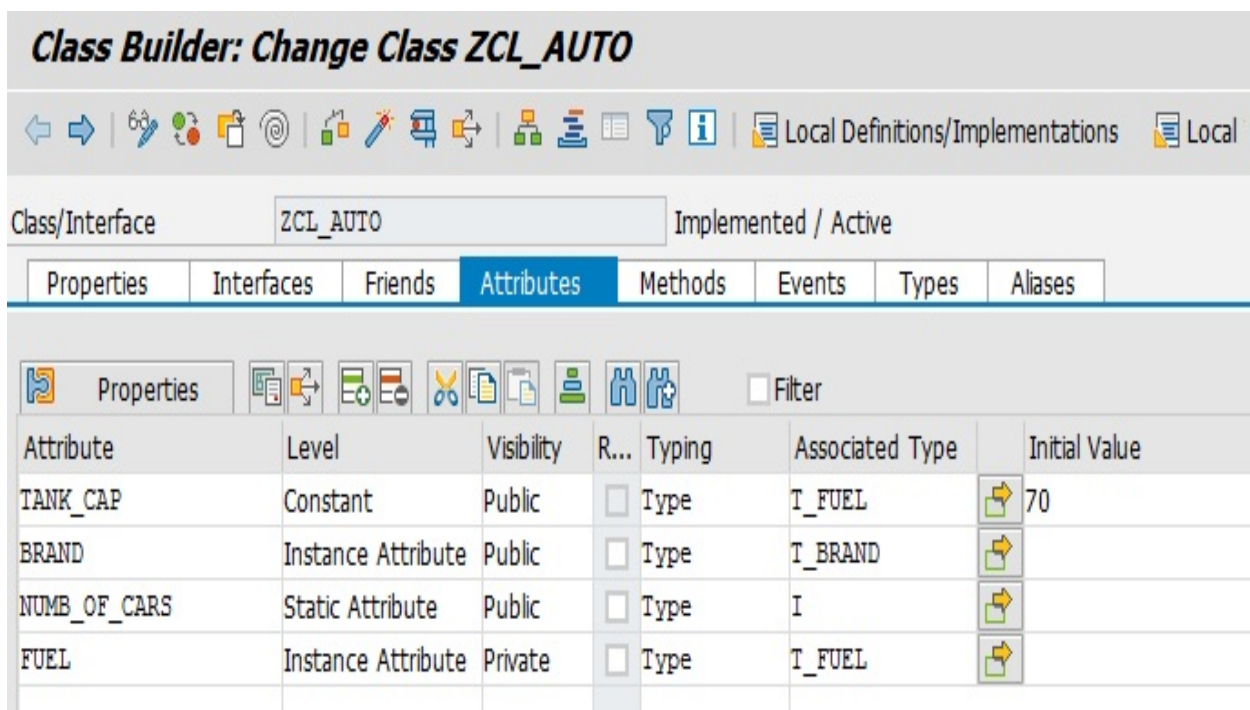 Class Builder: Change Class ZCL_AUTO
Local Definitions/Implementations Local
Class/Interface ZCL_AUTO Implemented / Active
Properties Interfaces Friends Attributes Methods Events Types Aliases
Properties Filter
Attribute Level Visibility R... Typing Associated Type Initial Value
TANK_CAP Constant Public Type T_FUEL 70
BRAND Instance Attribute Public Type T_BRAND
NUMB_OF_CARS Static Attribute Public Type I
FUEL Instance Attribute Private Type T_FUEL